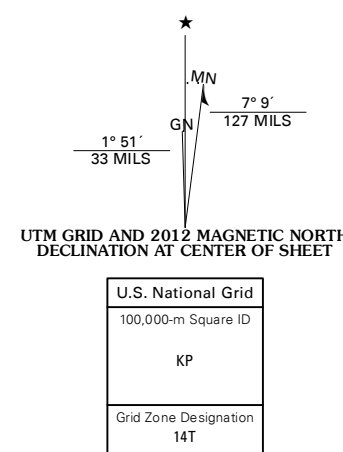 ★
MN
7° 9´
127 MILS
GN
1° 51´
33 MILS
UTM GRID AND 2012 MAGNETIC NORTH
DECLINATION AT CENTER OF SHEET
U.S. National Grid
100,000-m Square ID
KP
Grid Zone Designation
14T